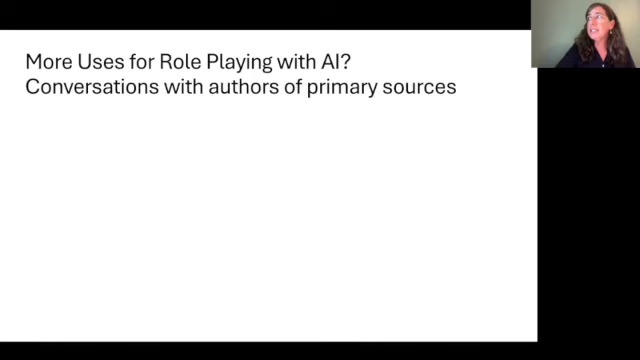 More Uses for Role Playing with AI?
Conversations with authors of primary sources